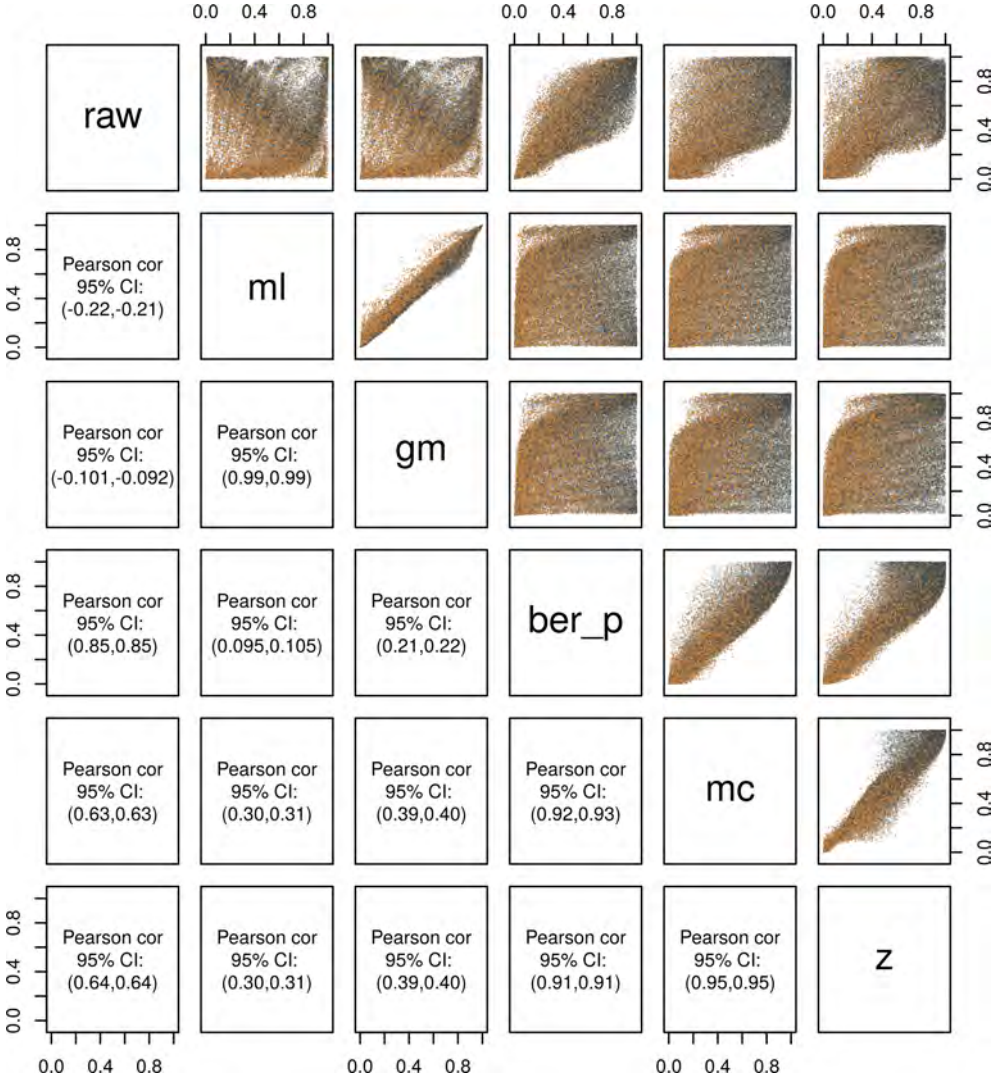 0.0 0.4 0.8 0.0 0.4 0.8 0.0 0.4 0.8
raw
0.0 0.4 0.8
0.0 0.4 0.8
Pearson cor
95% CI:
(-0.22,-0.21)
ml
Pearson cor
95% CI:
(-0.101,-0.092)
Pearson cor
95% CI:
(0.99,0.99)
gm
0.0 0.4 0.8
0.0 0.4 0.8
Pearson cor
95% CI:
(0.85,0.85)
Pearson cor
95% CI:
(0.095,0.105)
Pearson cor
95% CI:
(0.21,0.22)
ber_p
Pearson cor
95% CI:
(0.63,0.63)
Pearson cor
95% CI:
(0.30,0.31)
Pearson cor
95% CI:
(0.39,0.40)
Pearson cor
95% CI:
(0.92,0.93)
mc
0.0 0.4 0.8
0.0 0.4 0.8
Pearson cor
95% CI:
(0.64,0.64)
Pearson cor
95% CI:
(0.30,0.31)
Pearson cor
95% CI:
(0.39,0.40)
Pearson cor
95% CI:
(0.91,0.91)
Pearson cor
95% CI:
(0.95,0.95)
z
0.0 0.4 0.8 0.0 0.4 0.8 0.0 0.4 0.8